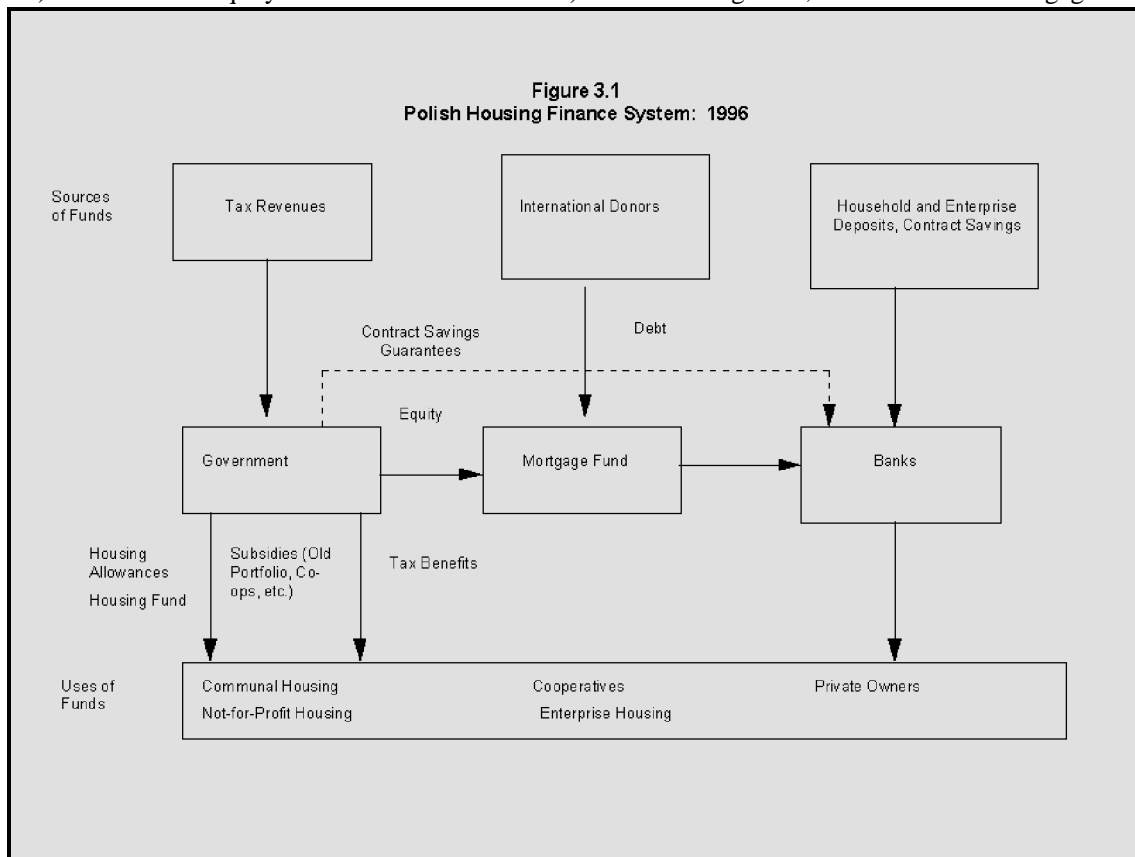 Figure 3.1
Polish Housing Finance System: 1996
Sources
of Funds
Tax Revenues
International Donors
Household and Enterprise
Deposits, Contract Savings
Contract Savings
Guarantees
Debt
Equity
Government
Mortgage Fund
Banks
Housing
Allowances
Housing Fund
Subsidies (Old
Portfolio, Co-
ops, etc.)
Tax Benefits
Uses of
Funds
Communal Housing
Cooperatives
Private Owners
Not-for-Profit Housing
Enterprise Housing